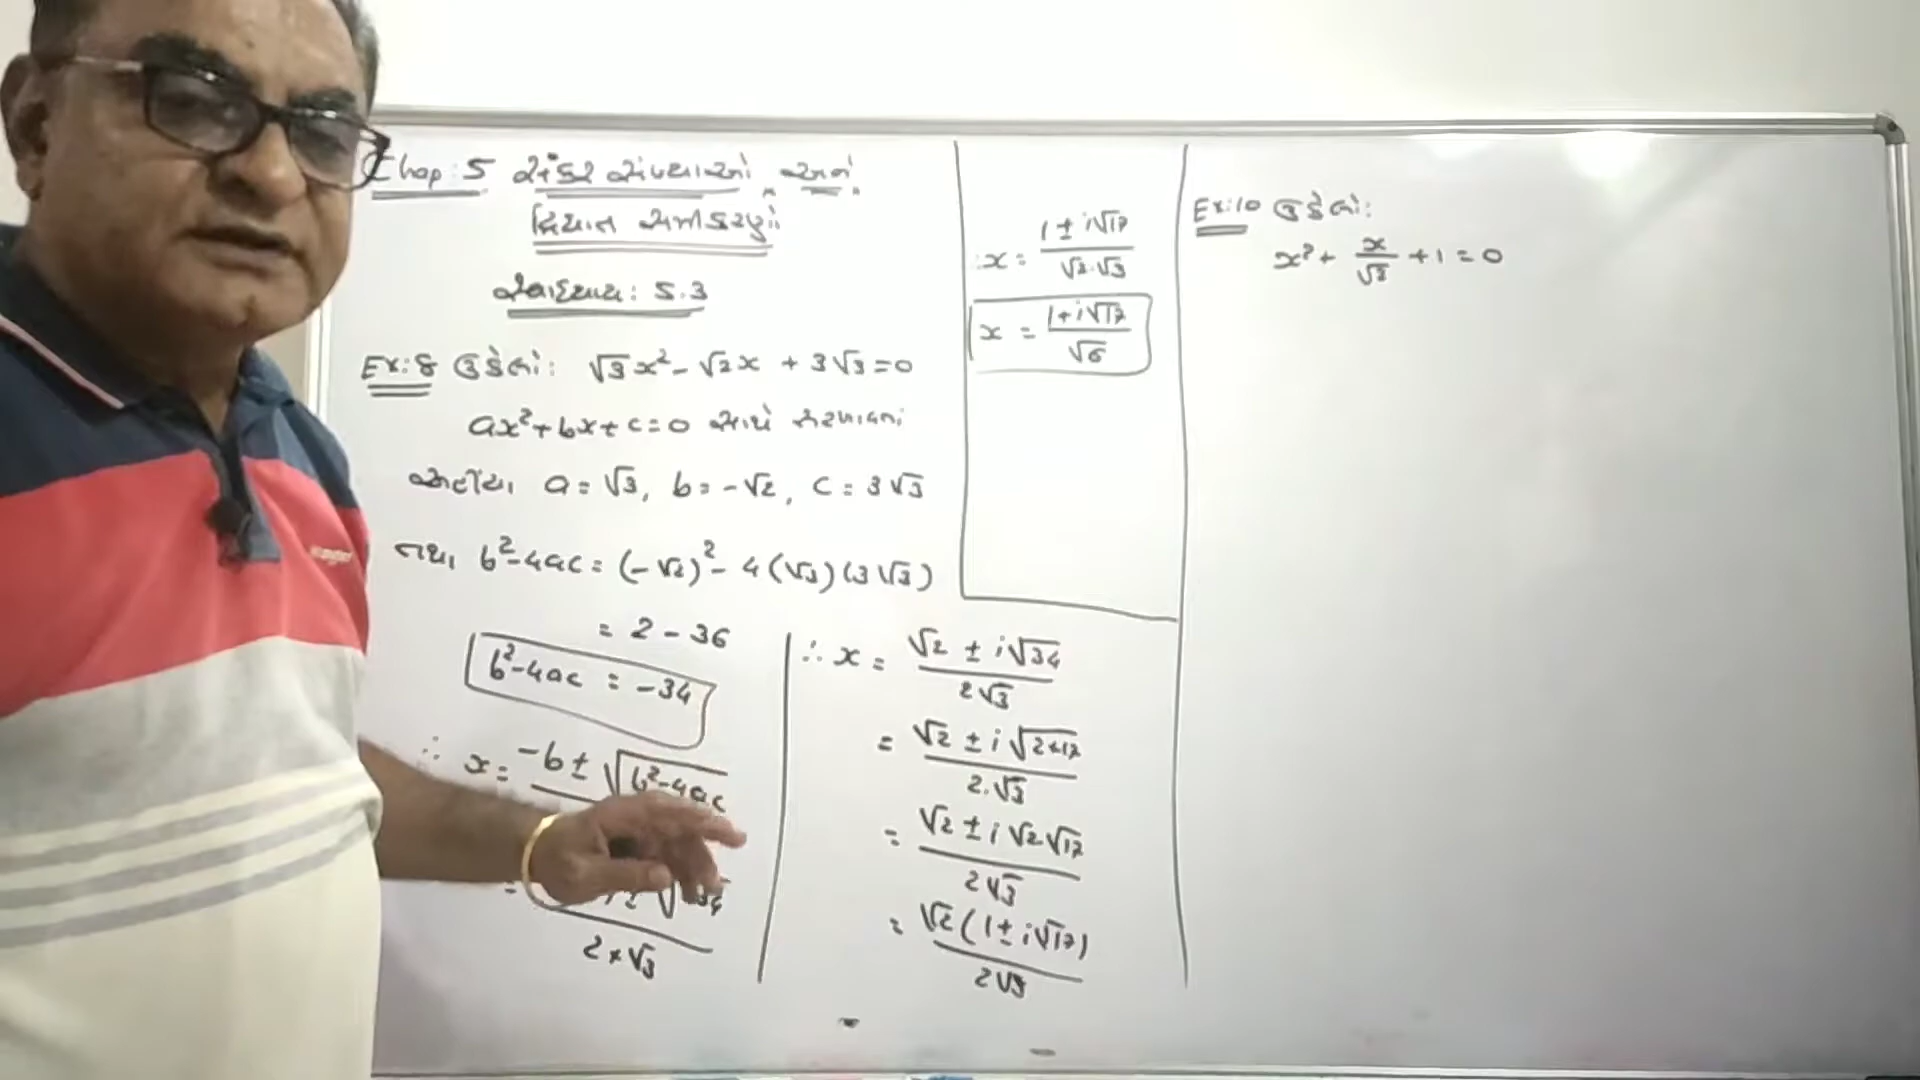 Chap: 5 સંકર સંખ્યાઓ અને
દ્વિઘાત સમીકરણો
સ્વાધ્યાય: 5.3
Ex: 8 ઉકેલો: √3x² - √2x + 3√3 = 0
ax² + bx + c = 0 સાથે સરખાવતાં
a = √3, b = -√2, c = 3√3
તથા b² - 4ac = (-√2)² - 4(√3)(3√3)
= 2 - 36
b² - 4ac = -34
∴ x = -b ± √b² - 4ac
2 × √3
∴ x = √2 ± i√34 / 2√3
= √2 ± i√2×17 / 2·√3
= √2 ± i√2√17 / 2√3
= √2(1 ± i√17) / 2√3
x = 1 ± i√17 / √2·√3
x = 1 + i√17 / √6
Ex: 10 ઉકેલો:
x² + x/√2 + 1 = 0